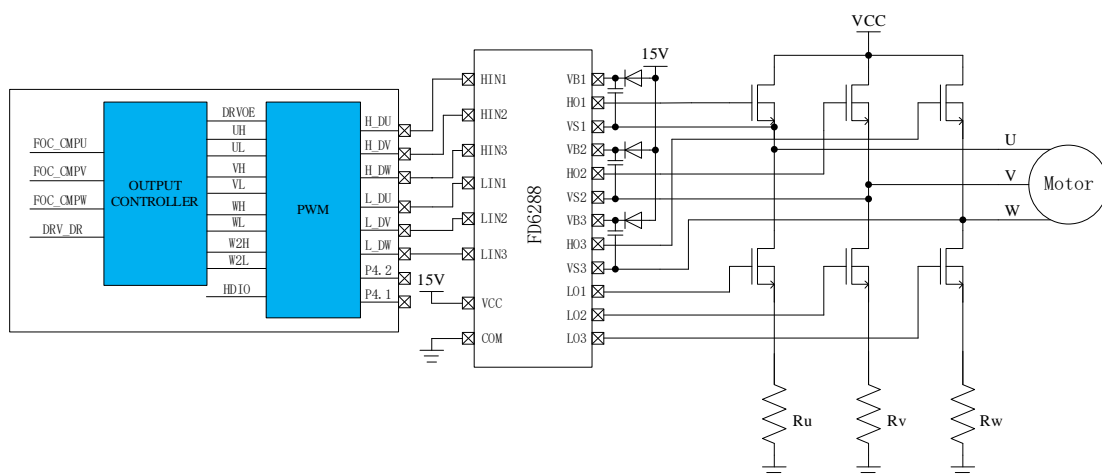 FOC_CMPU
FOC_CMPV
FOC_CMPW
DRV_DR
OUTPUT
CONTROLLER
DRVOE
UH
UL
VH
VL
WH
WL
W2H
W2L
HDIO
PWM
H_DU
H_DV
H_DW
L_DU
L_DV
L_DW
P4.2
P4.1
15V
HIN1
HIN2
HIN3
LIN1
LIN2
LIN3
VCC
COM
FD6288
VB1
HO1
VS1
VB2
HO2
VS2
VB3
HO3
VS3
LO1
LO2
LO3
15V
VCC
U
V
W
Motor
Ru
Rv
Rw